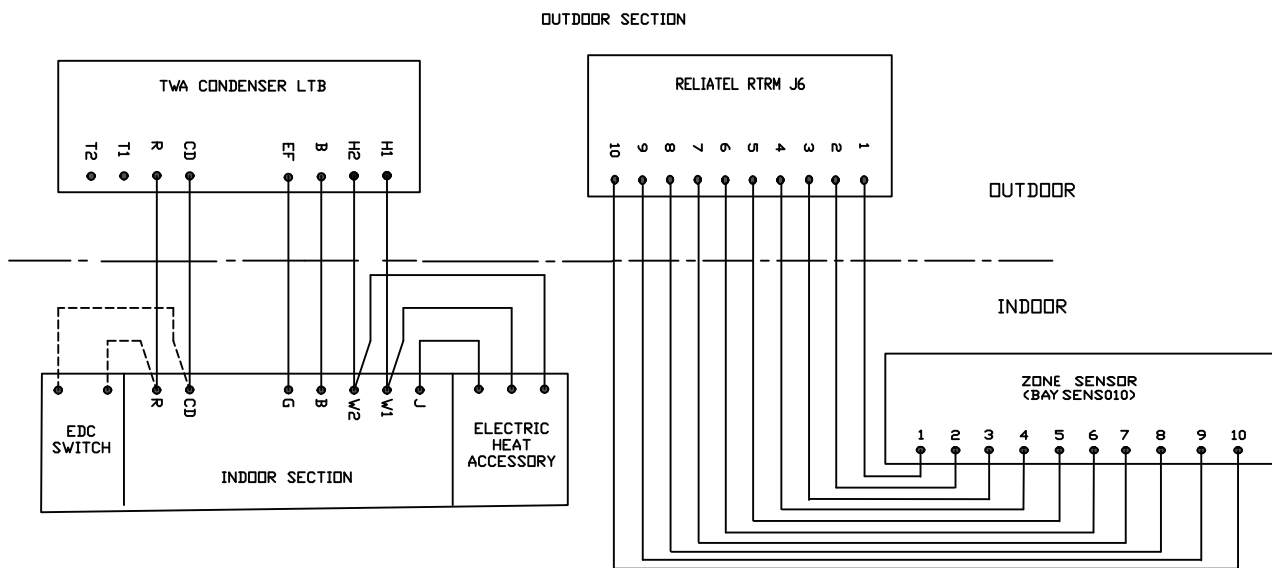 OUTDOOR SECTION
TWA CONDENSER LTB
T2 T1 R CD EF B H2 H1
RELIATEL RTRM J6
10 9 8 7 6 5 4 3 2 1
OUTDOOR
INDOOR
R CD G B W2 W1 J
EDC
SWITCH
INDOOR SECTION
ELECTRIC
HEAT
ACCESSORY
ZONE SENSOR
(BAYSENS010)
1 2 3 4 5 6 7 8 9 10